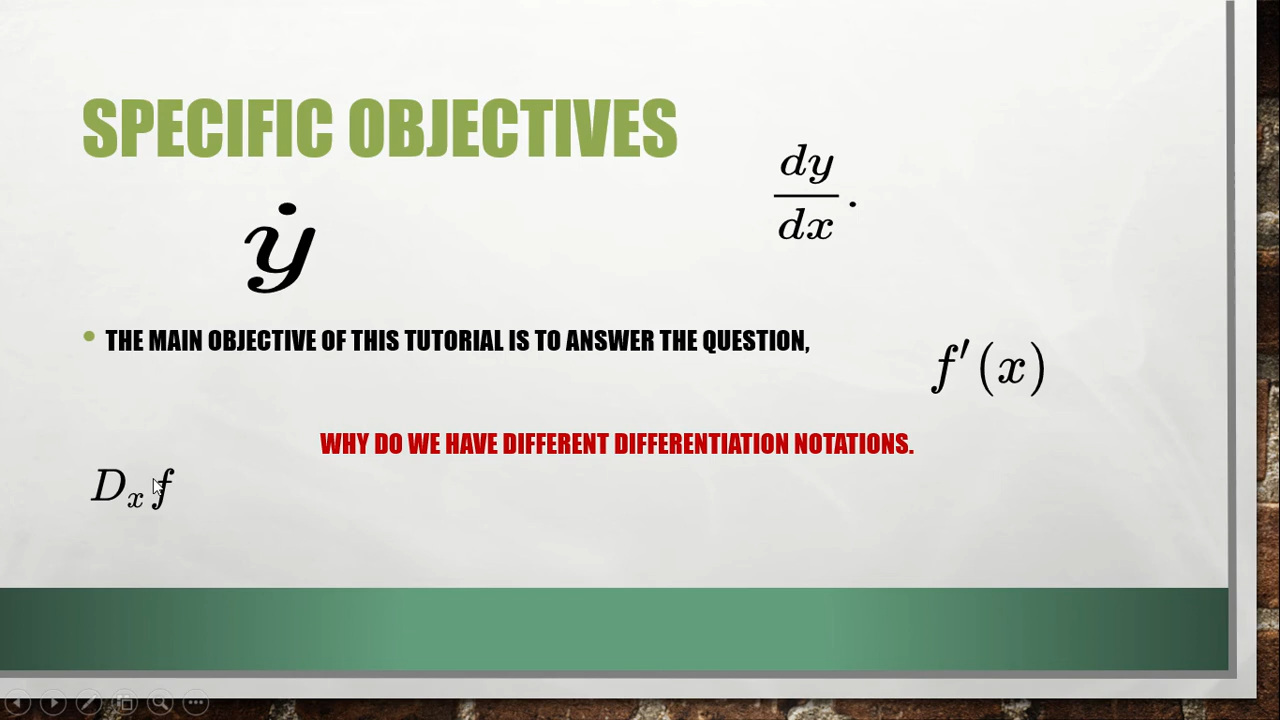 SPECIFIC OBJECTIVES
dy
dx .
ẏ
• THE MAIN OBJECTIVE OF THIS TUTORIAL IS TO ANSWER THE QUESTION,
f′(x)
WHY DO WE HAVE DIFFERENT DIFFERENTIATION NOTATIONS.
Dₓf